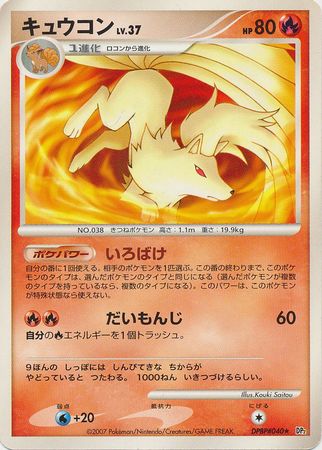 キュウコン LV.37 HP 80
1進化 ロコンから進化
NO.038 きつねポケモン 高さ：1.1m 重さ：19.9kg
ポケパワー いろばけ
自分の番に1回使える。相手のポケモンを1匹選ぶ。この番の終わりまで、このポケ
モンのタイプは、選んだポケモンのタイプと同じになる（選んだポケモンがタイプ
を複数持っているなら、複数のタイプになる）。このパワーは、このポケモン
が特殊状態なら使えない。
だいもんじ 60
自分の エネルギーを1個トラッシュ。
9ほんの しっぽには しんぴてきな ちからが
やどっていると つたわる。 1000ねん いきつづけるらしい。
Illus.Kouki Saitou
弱点 抵抗力 にげる
+20
DPBP#040 DP2
©2007 Pokémon/Nintendo/Creatures/GAME FREAK.